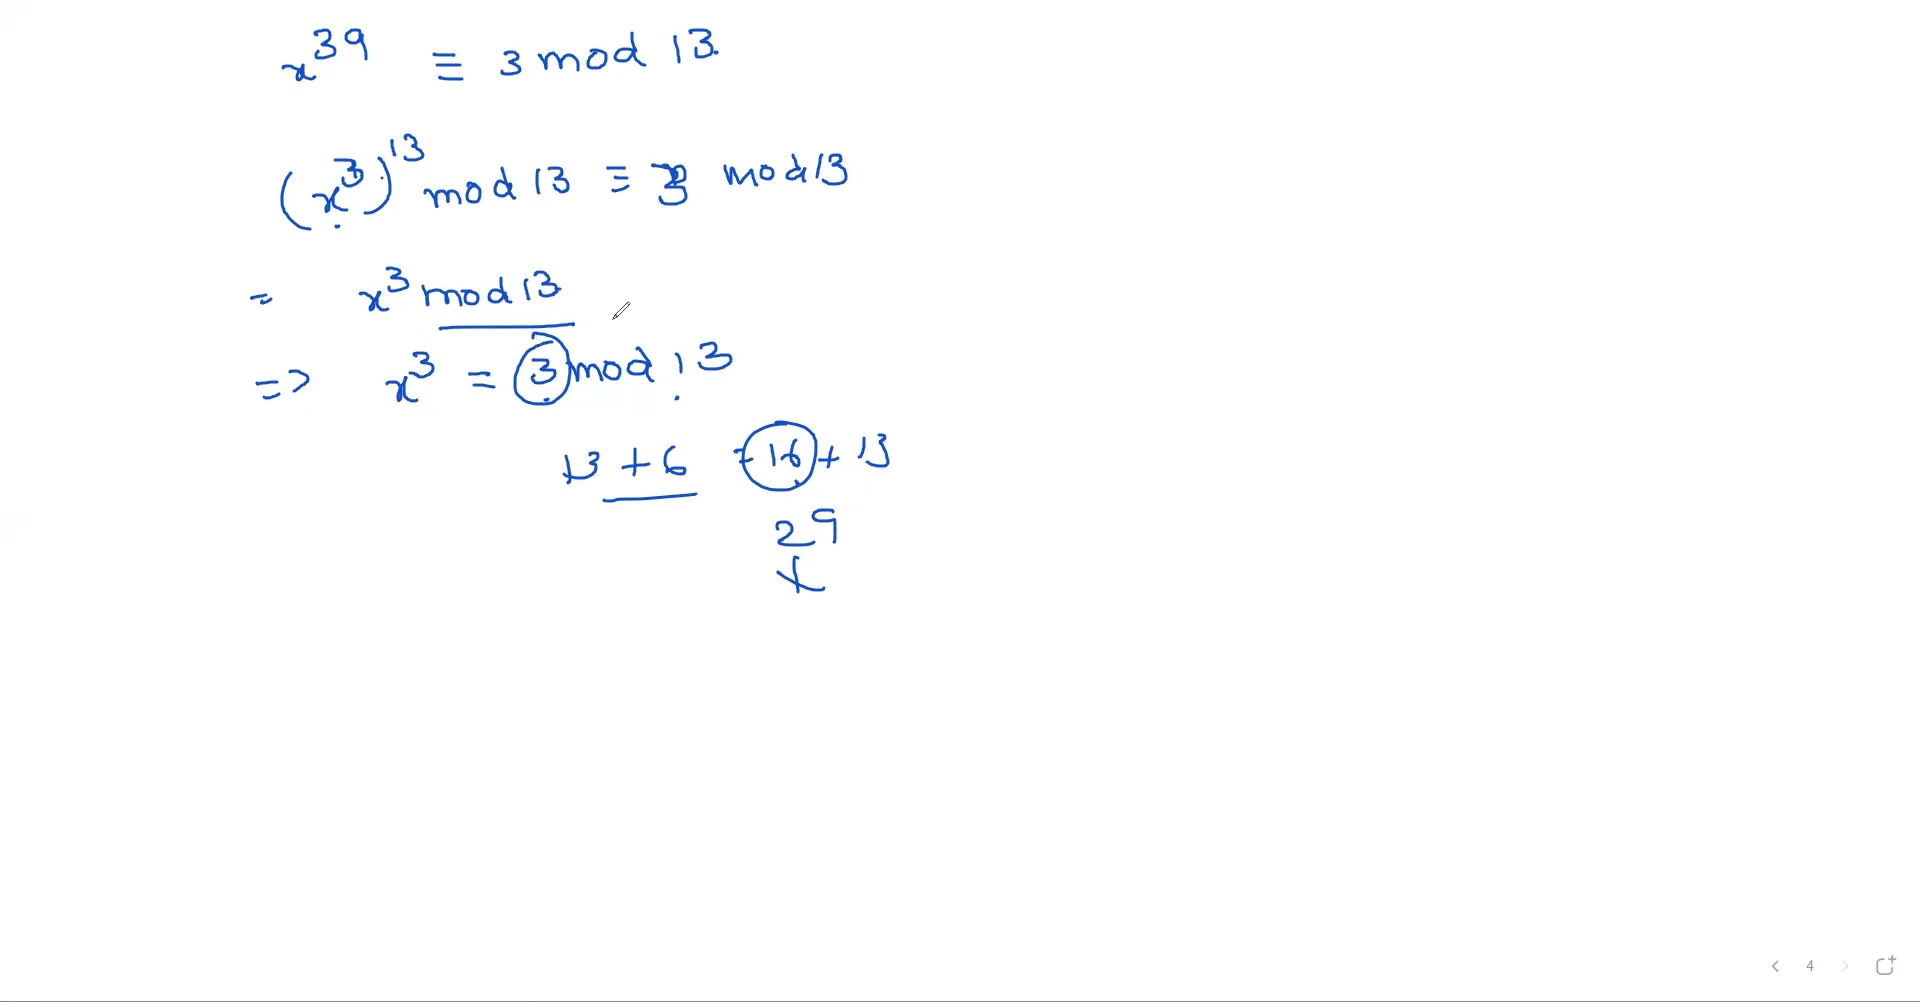 x^39 ≡ 3 mod 13
(x^3)^13 mod 13 ≡ 3 mod 13
= x^3 mod 13
=> x^3 = 3 mod 13
13 + 6 = 16 + 13
29
4